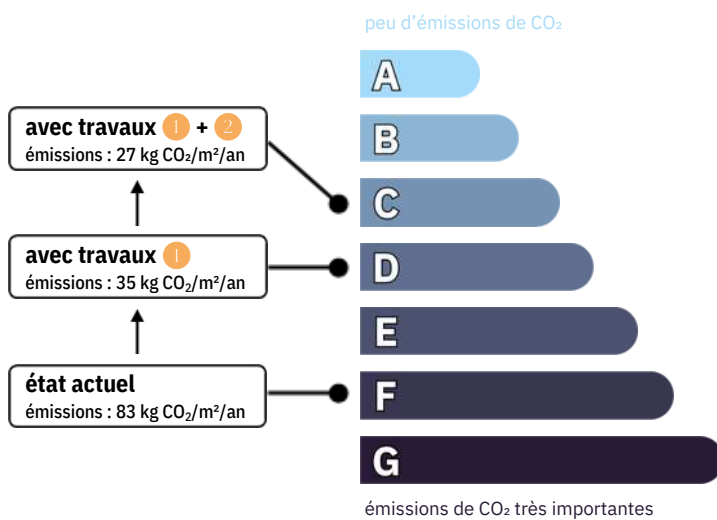 peu d'émissions de CO₂
A
B
avec travaux 1 + 2
émissions : 27 kg CO₂/m²/an
C
avec travaux 1
émissions : 35 kg CO₂/m²/an
D
E
état actuel
émissions : 83 kg CO₂/m²/an
F
G
émissions de CO₂ très importantes